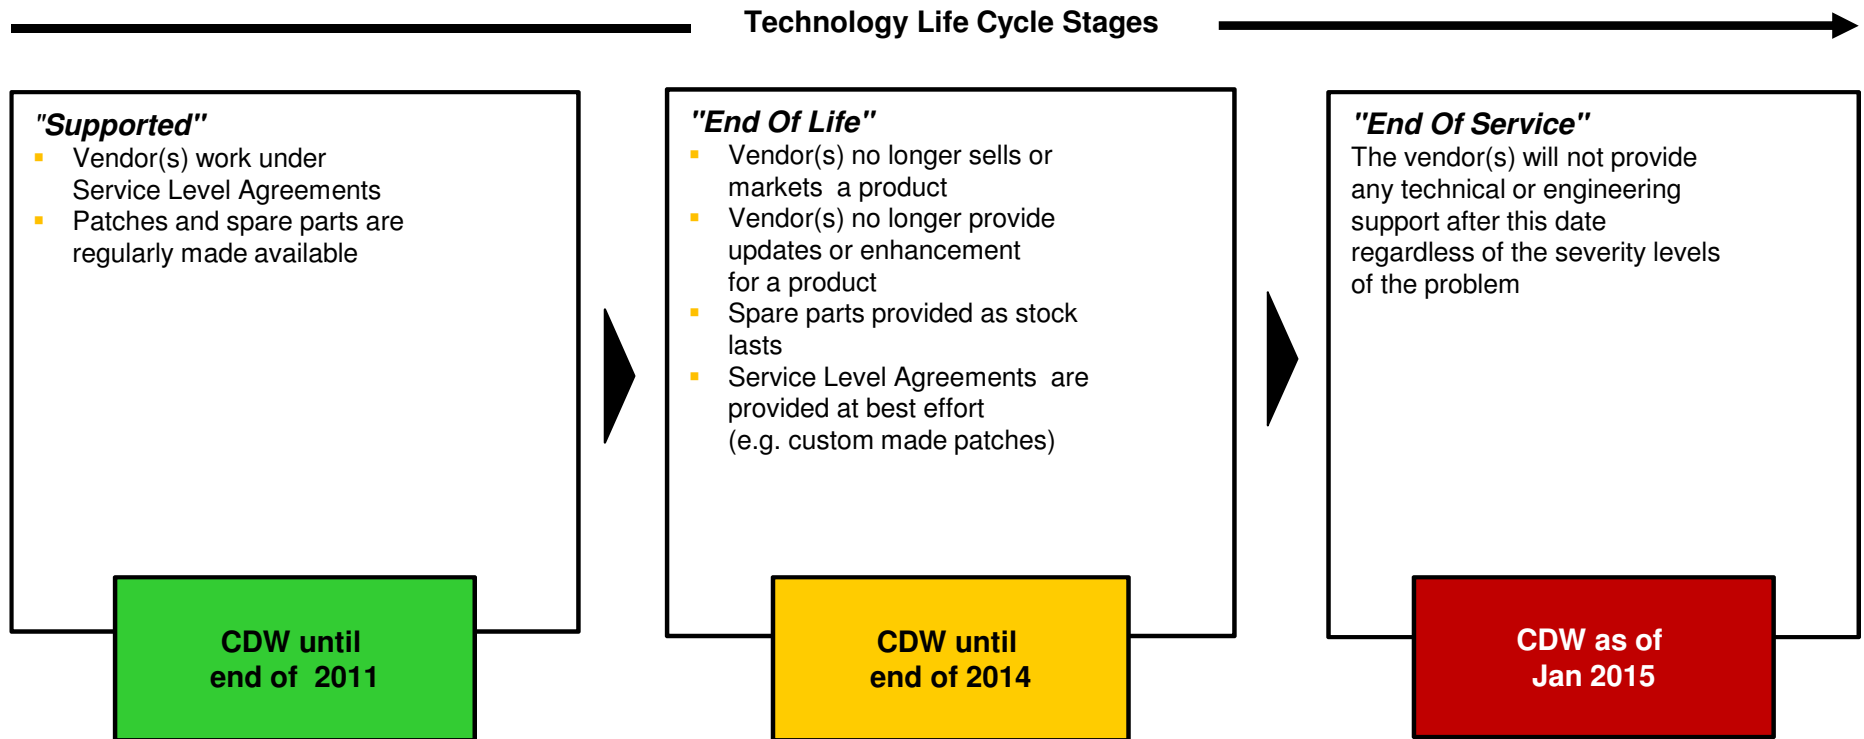 Technology Life Cycle Stages
"Supported"
▪ Vendor(s) work under
Service Level Agreements
▪ Patches and spare parts are
regularly made available
"End Of Life"
▪ Vendor(s) no longer sells or
markets  a product
▪ Vendor(s) no longer provide
updates or enhancement
for a product
▪ Spare parts provided as stock
lasts
▪ Service Level Agreements  are
provided at best effort
(e.g. custom made patches)
"End Of Service"
The vendor(s) will not provide
any technical or engineering
support after this date
regardless of the severity levels
of the problem
CDW until
end of  2011
CDW until
end of 2014
CDW as of
Jan 2015